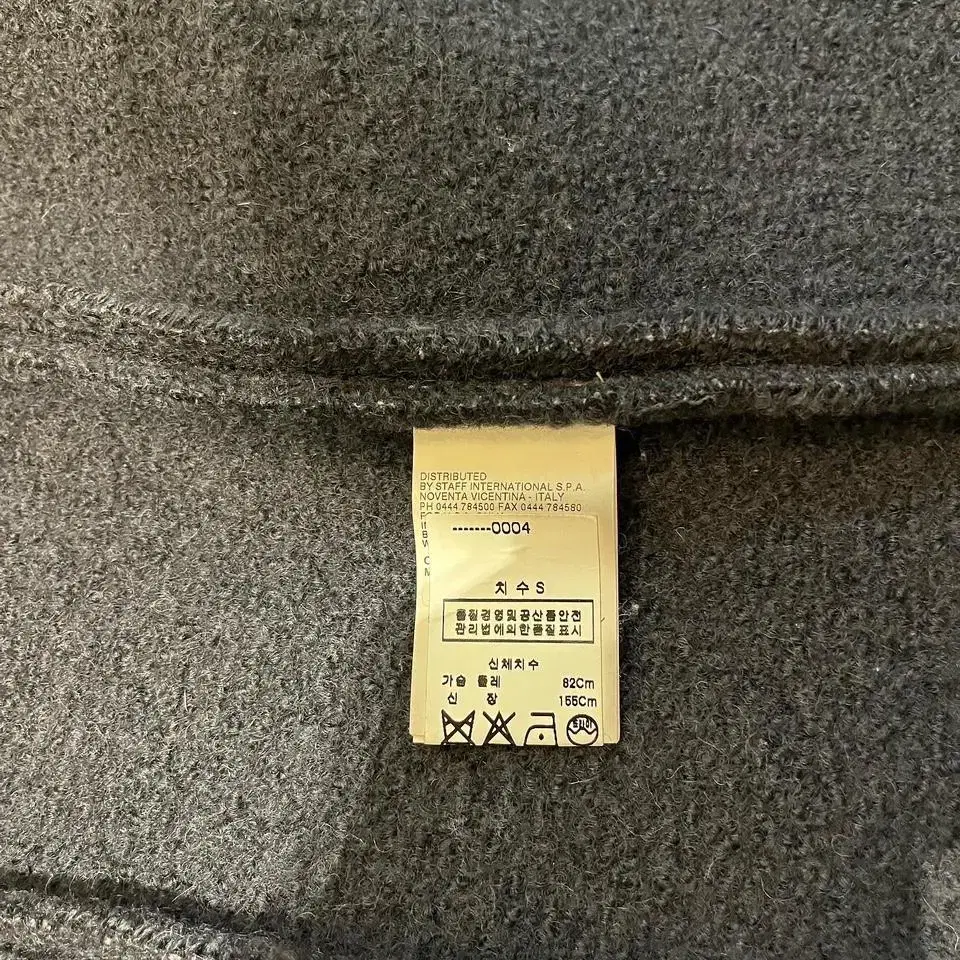 DISTRIBUTED
BY STAFF INTERNATIONAL S.P.A.
NOVENTA VICENTINA - ITALY
PH 0444 784500 FAX 0444 784580
-------0004
치 수 S
품질경영및공산품안전
관리법에의한품질표시
신체치수
가슴 둘레 82Cm
신 장 155Cm